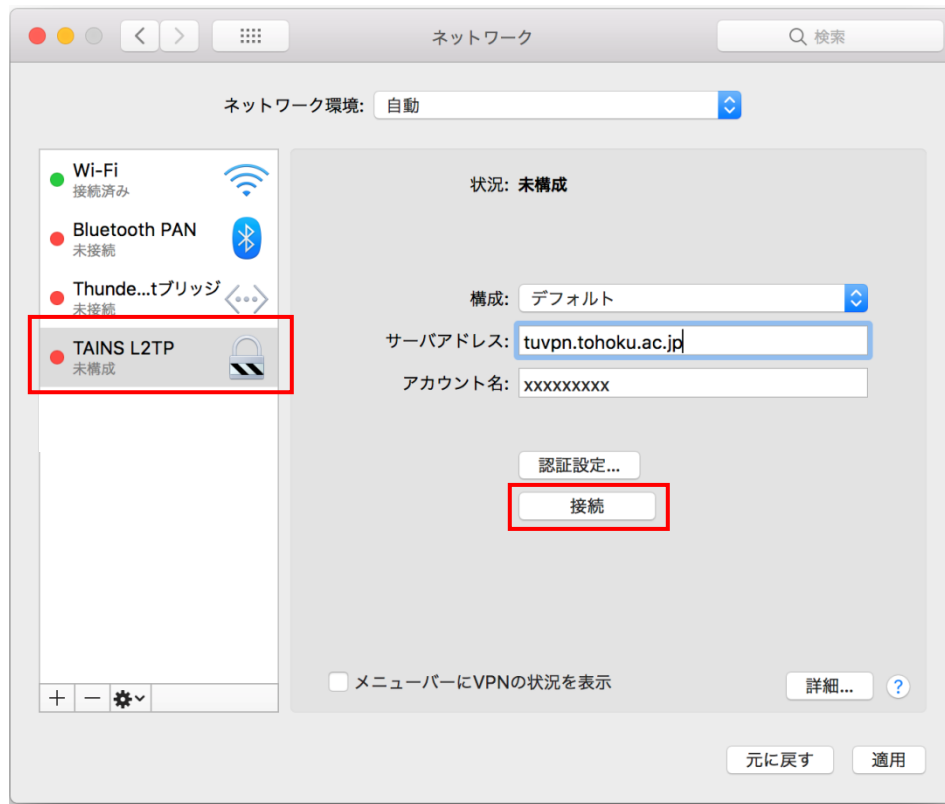 ネットワーク
検索
ネットワーク環境: 自動
Wi-Fi
接続済み
Bluetooth PAN
未接続
Thunde...tブリッジ
未接続
TAINS L2TP
未構成
状況: 未構成
構成: デフォルト
サーバアドレス: tuvpn.tohoku.ac.jp
アカウント名: xxxxxxxxx
認証設定...
接続
メニューバーにVPNの状況を表示
詳細... ?
元に戻す 適用